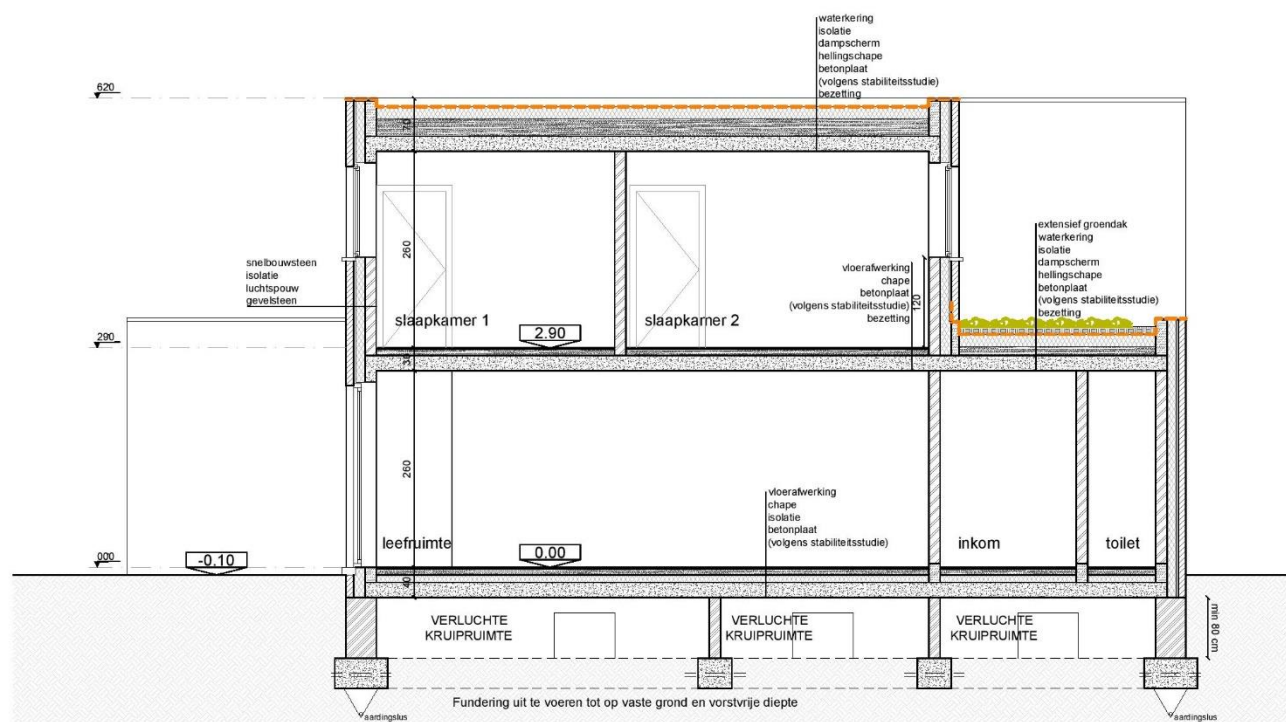 waterkering
isolatie
dampscherm
hellingschape
betonplaat
(volgens stabiliteitsstudie)
bezetting
620
70
260
snelbouwsteen
isolatie
luchtspouw
gevelsteen
vloerafwerking
chape
betonplaat
(volgens stabiliteitsstudie)
bezetting
120
extensief groendak
waterkering
isolatie
dampscherm
hellingschape
betonplaat
(volgens stabiliteitsstudie)
bezetting
slaapkamer 1
2.90
slaapkamer 2
290
260
vloerafwerking
chape
isolatie
betonplaat
(volgens stabiliteitsstudie)
leefruimte
0.00
inkom
toilet
000
-0.10
40
VERLUCHTE
KRUIPRUIMTE
VERLUCHTE
KRUIPRUIMTE
VERLUCHTE
KRUIPRUIMTE
min 80 cm
Fundering uit te voeren tot op vaste grond en vorstvrije diepte
aardingslus
aardingslus